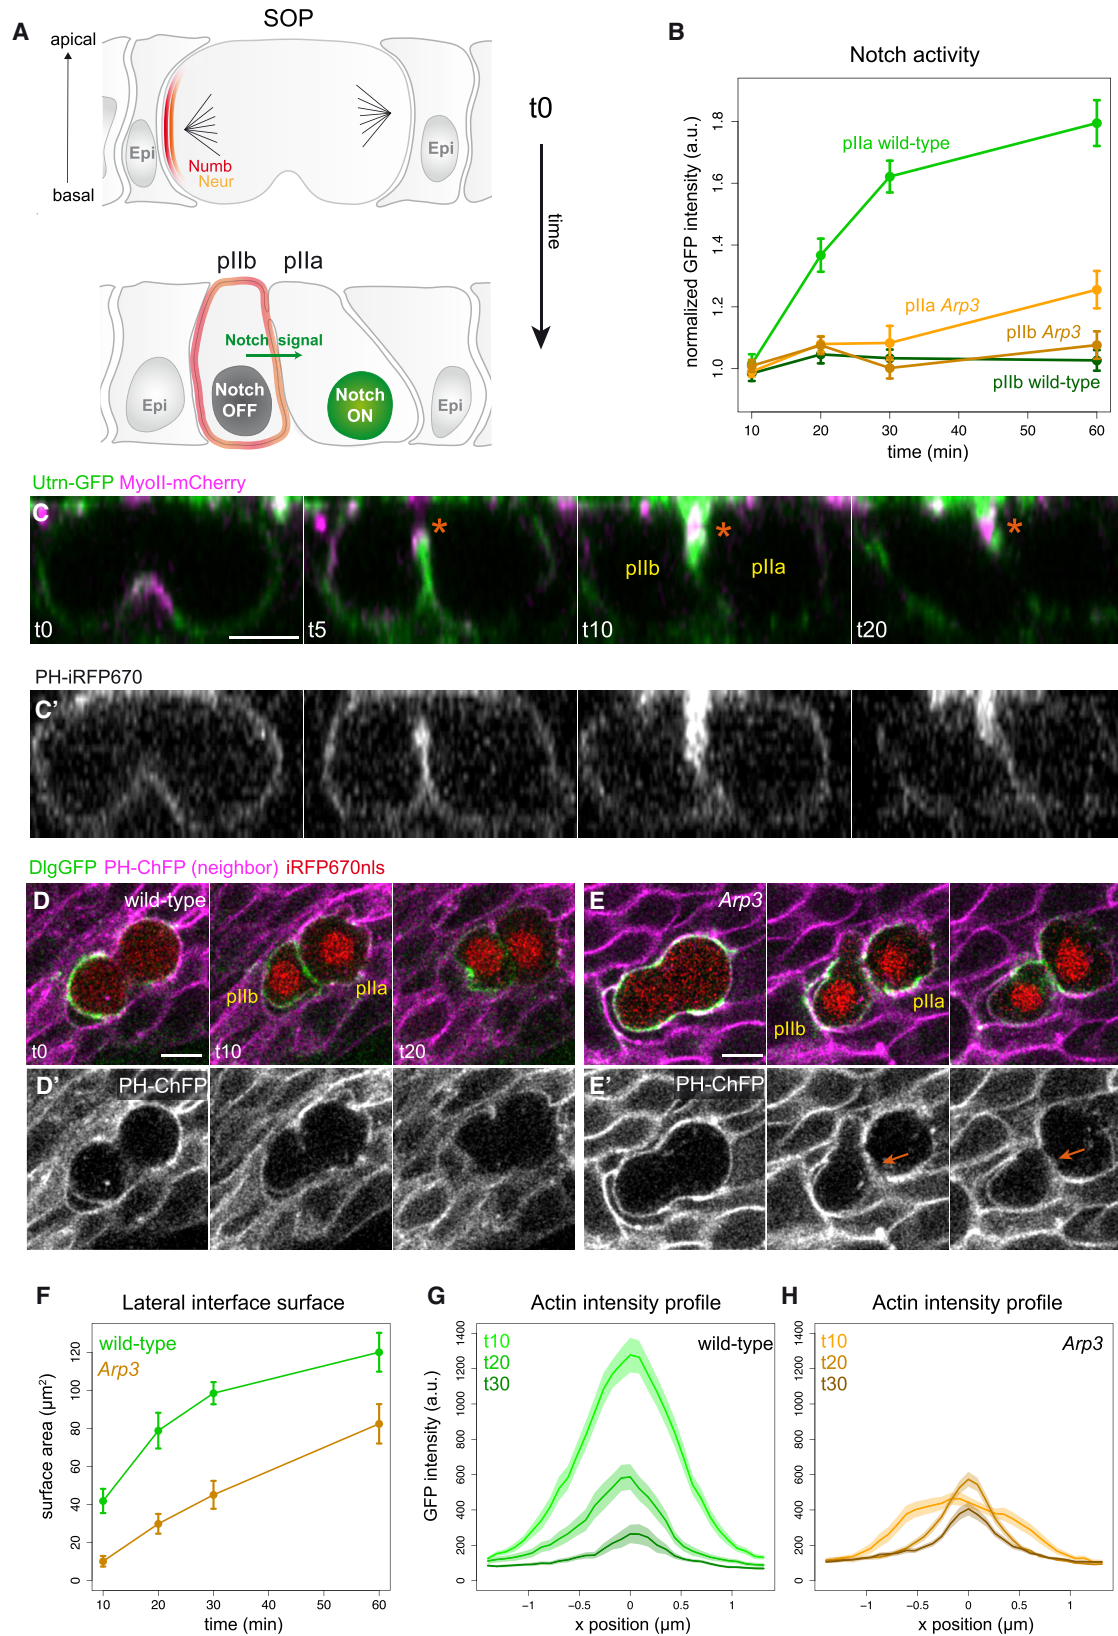 A
SOP
apical
basal
Epi
Epi
Numb
Neur
t0
time
pIIb
pIIa
Notch signal
Notch
OFF
Notch
ON
Epi
Epi
B
Notch activity
normalized GFP intensity (a.u.)
1.8
1.6
1.4
1.2
1.0
pIIa wild-type
pIIa Arp3
pIIb Arp3
pIIb wild-type
10
20
30
40
50
60
time (min)
Utrn-GFP MyoII-mCherry
C
t0
*
t5
*
pIIb
pIIa
t10
*
t20
PH-iRFP670
C'
DlgGFP PH-ChFP (neighbor) iRFP670nls
D
wild-type
t0
pIIb
pIIa
t10
t20
E
Arp3
pIIb
pIIa
D'
PH-ChFP
E'
PH-ChFP
F
Lateral interface surface
wild-type
Arp3
surface area (µm²)
120
100
80
60
40
20
0
10
20
30
40
50
60
time (min)
G
Actin intensity profile
t10
t20
t30
wild-type
GFP intensity (a.u.)
1400
1200
1000
800
600
400
200
0
−1
−0.5
0
0.5
1
x position (µm)
H
Actin intensity profile
t10
t20
t30
Arp3
1400
1200
1000
800
600
400
200
0
−1
−0.5
0
0.5
1
x position (µm)